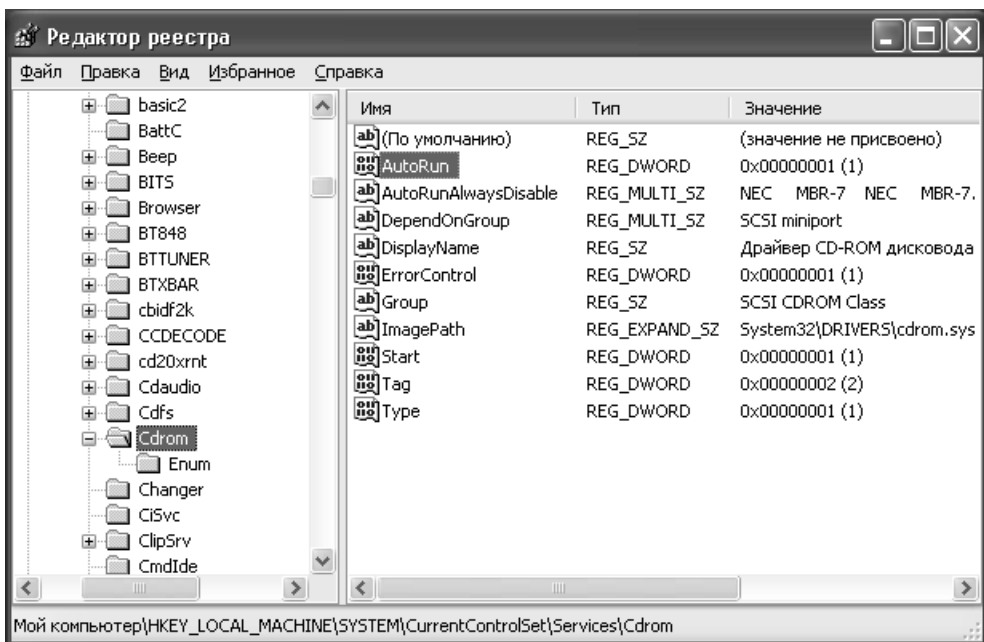 Редактор реестра
Файл Правка Вид Избранное Справка
basic2
BattC
Beep
BITS
Browser
BT848
BTTUNER
BTXBAR
cbidf2k
CCDECODE
cd20xrnt
Cdaudio
Cdfs
Cdrom
Enum
Changer
CiSvc
ClipSrv
CmdIde
Имя Тип Значение
(По умолчанию) REG_SZ (значение не присвоено)
AutoRun REG_DWORD 0x00000001 (1)
AutoRunAlwaysDisable REG_MULTI_SZ NEC MBR-7 NEC MBR-7.
DependOnGroup REG_MULTI_SZ SCSI miniport
DisplayName REG_SZ Драйвер CD-ROM дисковода
ErrorControl REG_DWORD 0x00000001 (1)
Group REG_SZ SCSI CDROM Class
ImagePath REG_EXPAND_SZ System32\DRIVERS\cdrom.sys
Start REG_DWORD 0x00000001 (1)
Tag REG_DWORD 0x00000002 (2)
Type REG_DWORD 0x00000001 (1)
Мой компьютер\HKEY_LOCAL_MACHINE\SYSTEM\CurrentControlSet\Services\Cdrom